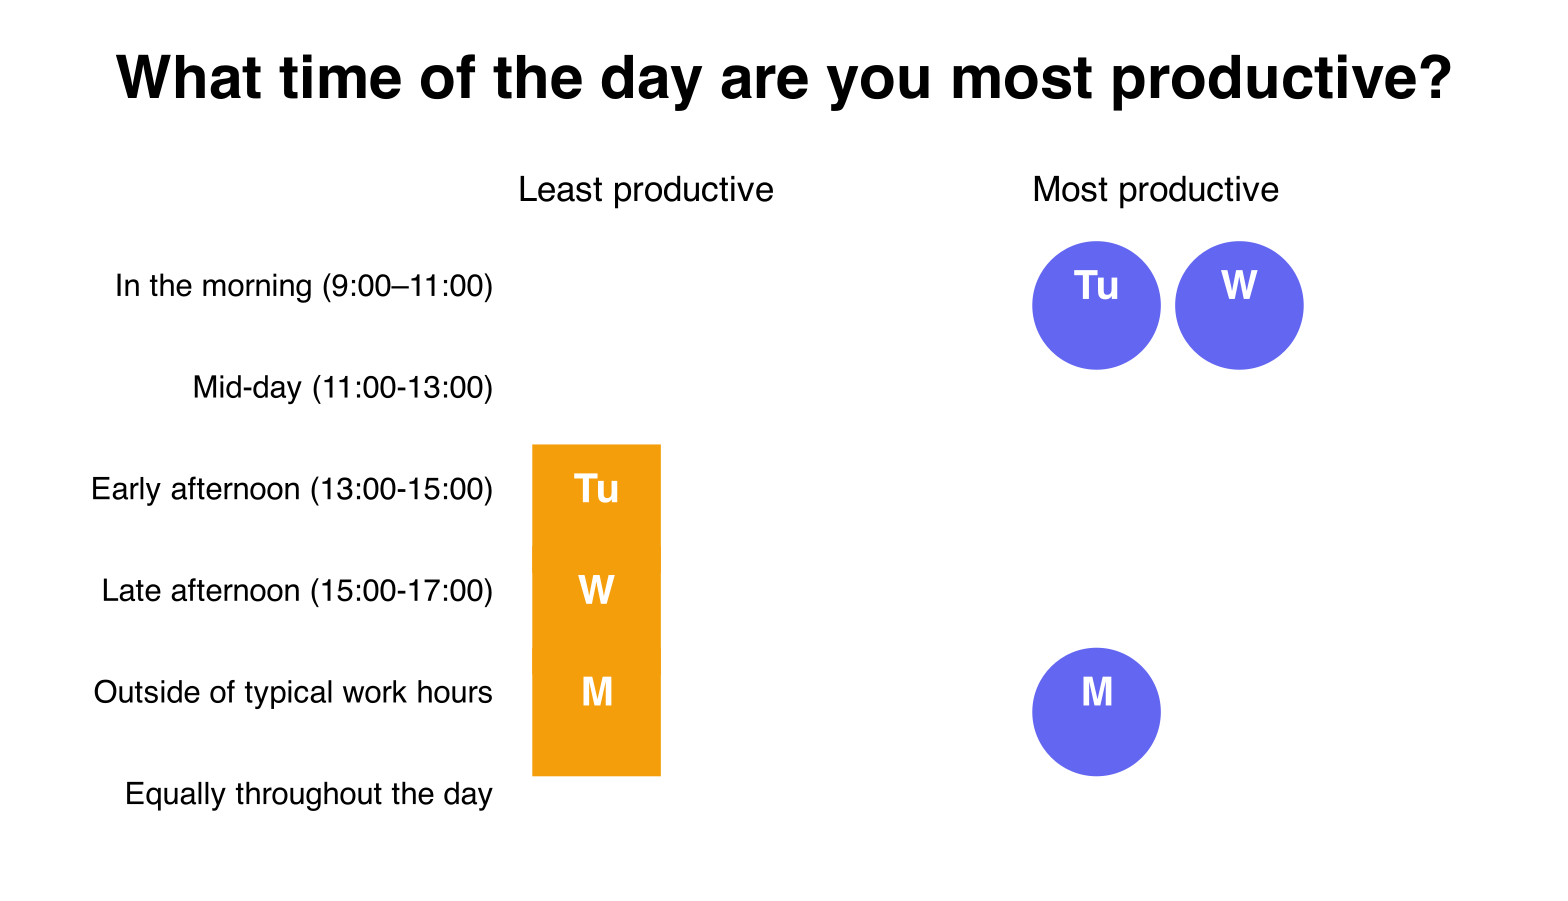 What time of the day are you most productive?
Least productive Most productive
In the morning (9:00–11:00) Tu W
Mid-day (11:00-13:00)
Early afternoon (13:00-15:00) Tu
Late afternoon (15:00-17:00) W
Outside of typical work hours M M
Equally throughout the day